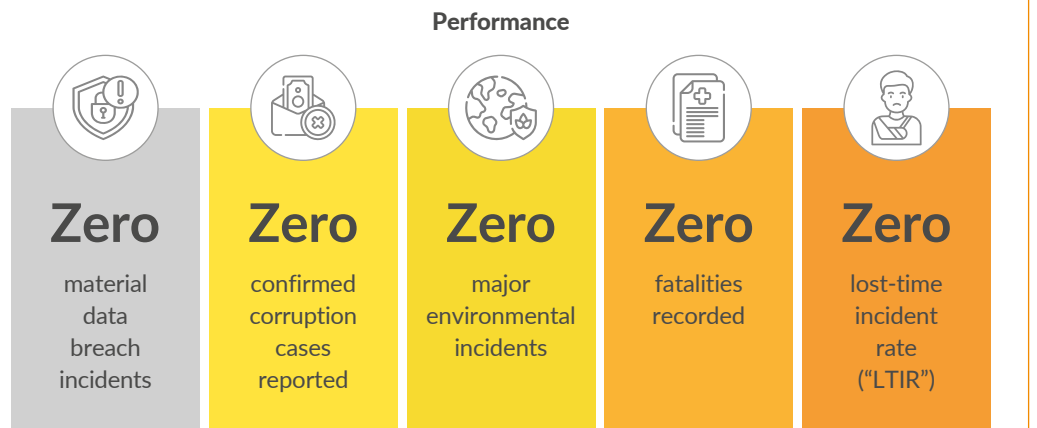 Performance
Zero
material
data
breach
incidents
Zero
confirmed
corruption
cases
reported
Zero
major
environmental
incidents
Zero
fatalities
recorded
Zero
lost-time
incident
rate
(“LTIR”)